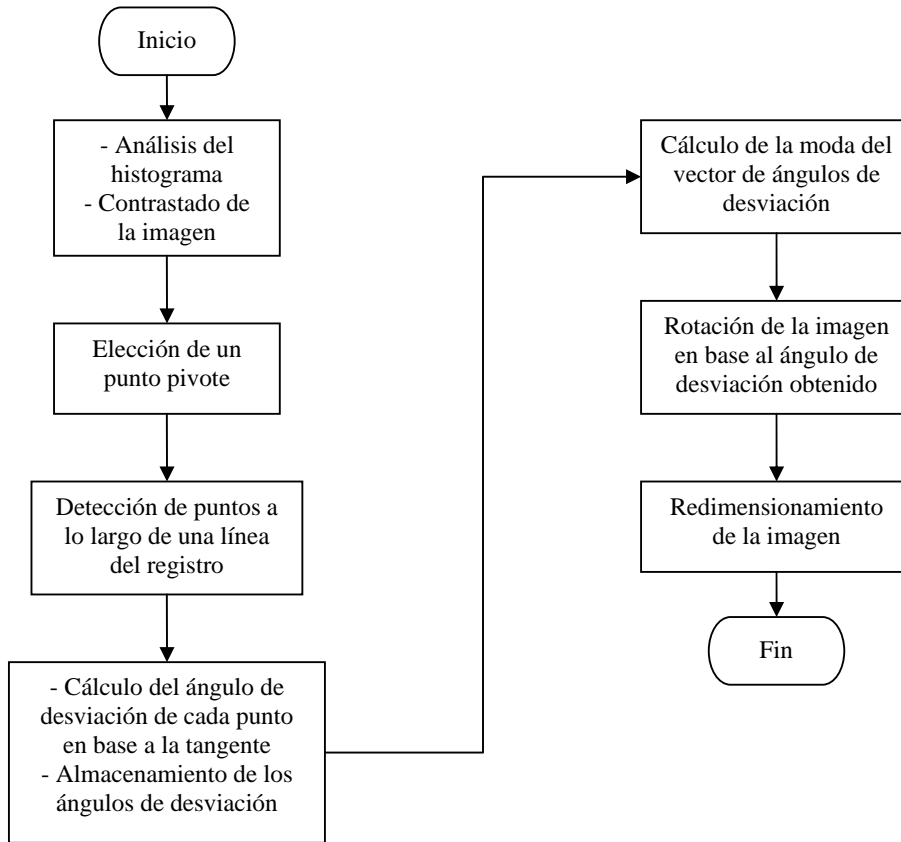 Inicio
- Análisis del
histograma
- Contrastado de
la imagen
Elección de un
punto pivote
Detección de puntos a
lo largo de una línea
del registro
- Cálculo del ángulo de
desviación de cada punto
en base a la tangente
- Almacenamiento de los
ángulos de desviación
Cálculo de la moda del
vector de ángulos de
desviación
Rotación de la imagen
en base al ángulo de
desviación obtenido
Redimensionamiento
de la imagen
Fin